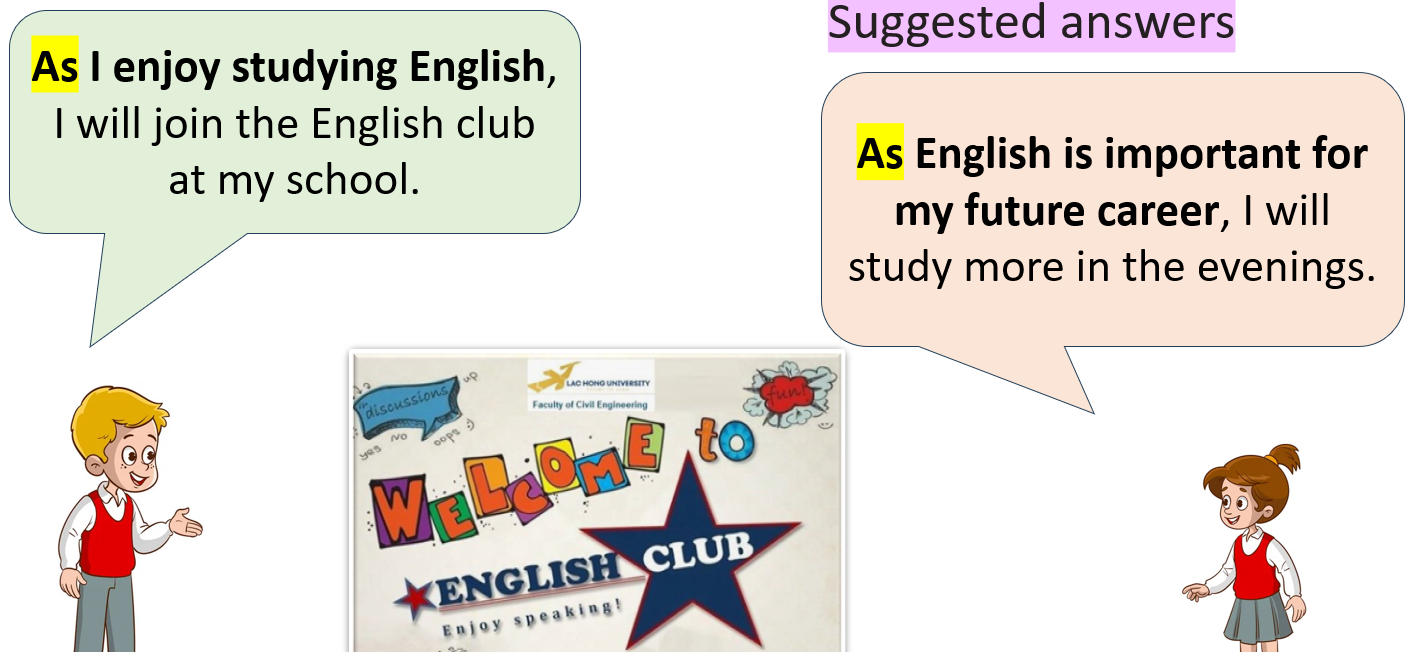 Suggested answers
As I enjoy studying English,
I will join the English club
at my school.
As English is important for
my future career, I will
study more in the evenings.
LAC HONG UNIVERSITY
Faculty of Civil Engineering
"discussions
up
yes
NO
oops :)
fun!
WELCOME to
ENGLISH CLUB
Enjoy speaking!